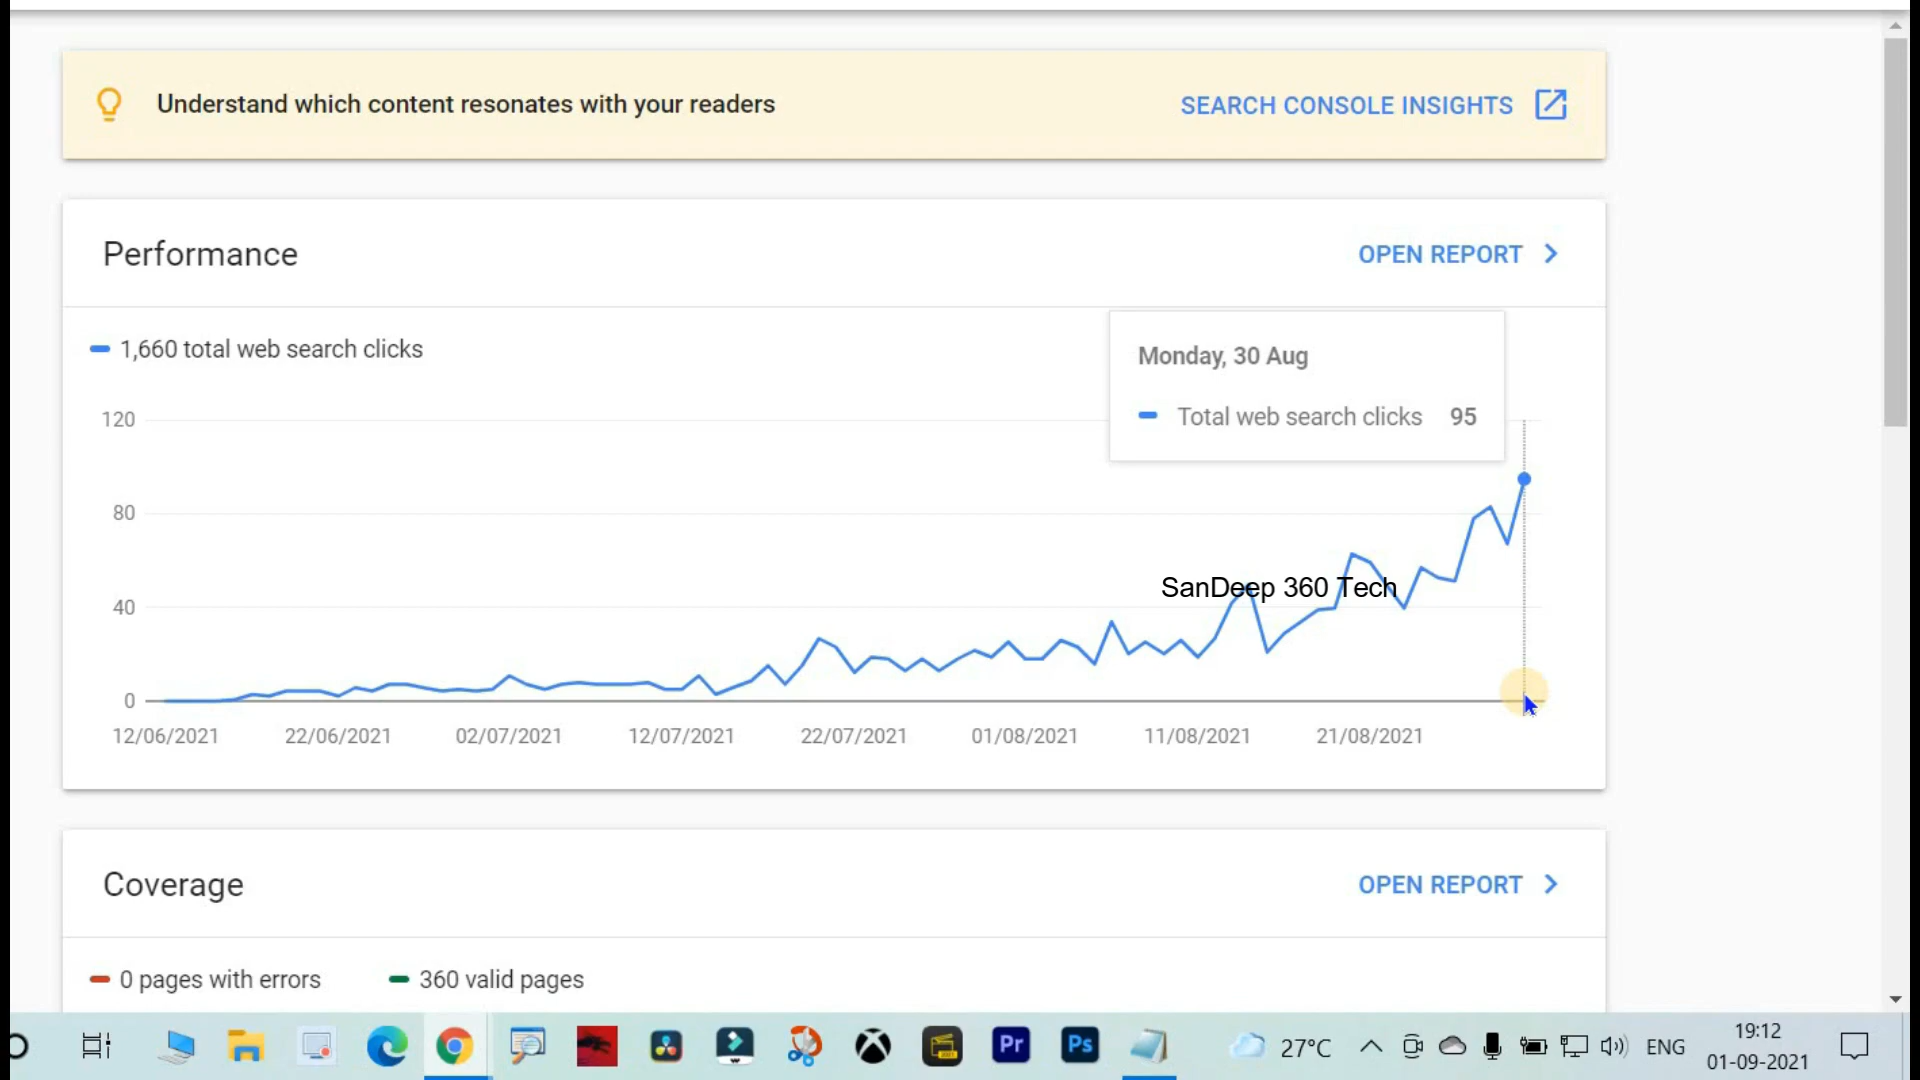 Understand which content resonates with your readers
SEARCH CONSOLE INSIGHTS
Performance
OPEN REPORT
1,660 total web search clicks
Monday, 30 Aug
Total web search clicks 95
120
80
40
0
SanDeep 360 Tech
12/06/2021 22/06/2021 02/07/2021 12/07/2021 22/07/2021 01/08/2021 11/08/2021 21/08/2021
Coverage
OPEN REPORT
0 pages with errors 360 valid pages
Pr
Ps
27°C
ENG
19:12
01-09-2021